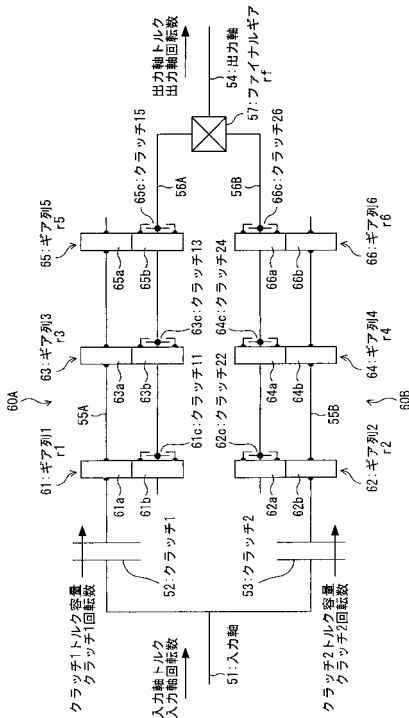 出力軸トルク
出力軸回転数
54:出力軸
57:ファイナルギア
rf
65c:クラッチ15
56A
56B
66c:クラッチ26
65:ギア列5
r5
65a
65b
66a
66b
66:ギア列6
r6
63c:クラッチ13
64c:クラッチ24
63:ギア列3
r3
63a
63b
64a
64b
64:ギア列4
r4
60A
55A
55B
60B
61c:クラッチ11
62c:クラッチ22
61:ギア列1
r1
61a
61b
62a
62b
62:ギア列2
r2
52:クラッチ1
53:クラッチ2
クラッチ1トルク容量
クラッチ1回転数
クラッチ2トルク容量
クラッチ2回転数
入力軸トルク
入力軸回転数
51:入力軸